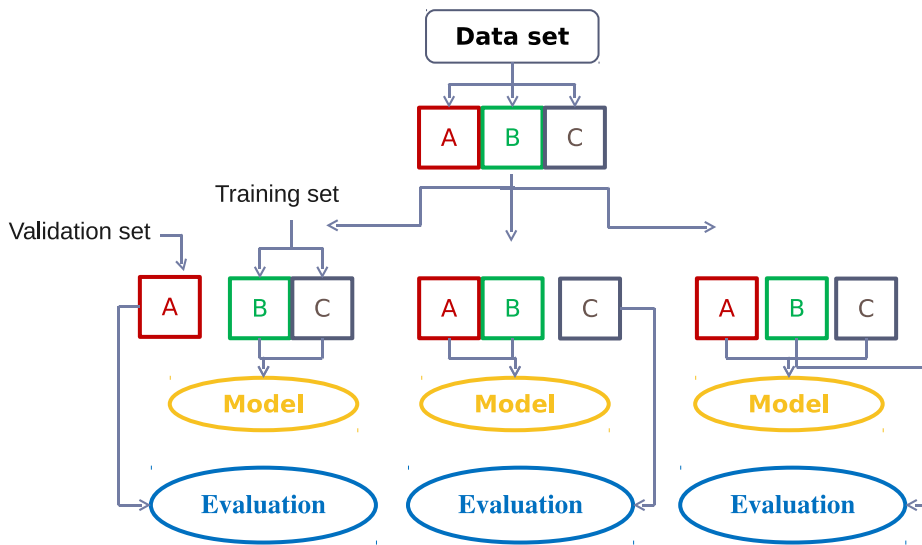 Data set
A B C
Training set
Validation set
A B C A B C A B C
Model Model Model
Evaluation Evaluation Evaluation